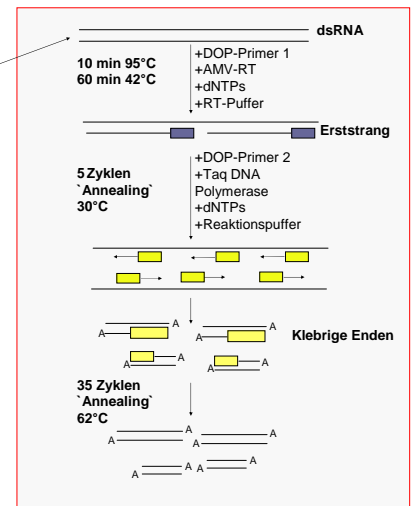 dsRNA
10 min 95°C
60 min 42°C
+DOP-Primer 1
+AMV-RT
+dNTPs
+RT-Puffer
Erststrang
5 Zyklen
`Annealing`
30°C
+DOP-Primer 2
+Taq DNA
Polymerase
+dNTPs
+Reaktionspuffer
A
A
A
A
Klebrige Enden
A
A
A
A
35 Zyklen
`Annealing`
62°C
A
A
A
A
A
A
A
A